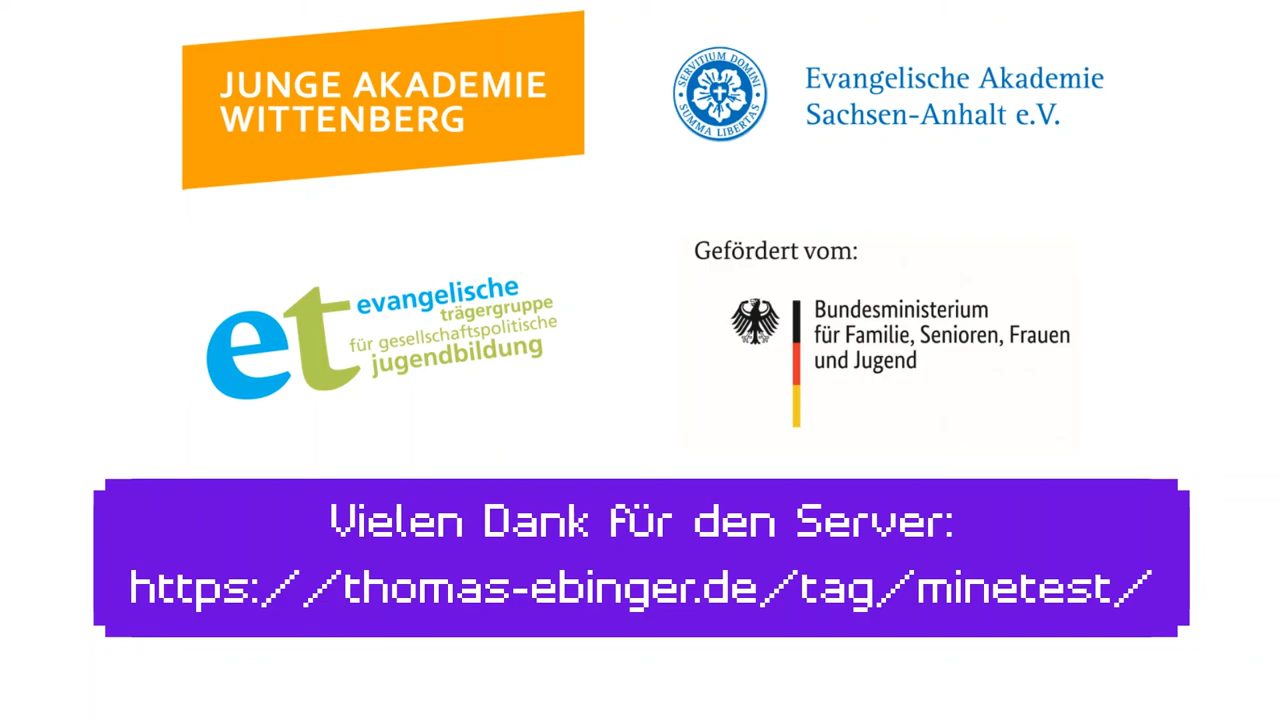 JUNGE AKADEMIE
WITTENBERG
SERVITIUM DOMINI
SUMMA LIBERTAS
Evangelische Akademie
Sachsen-Anhalt e.V.
et
evangelische
trägergruppe
für gesellschaftspolitische
jugendbildung
Gefördert vom:
Bundesministerium
für Familie, Senioren, Frauen
und Jugend
Vielen Dank für den Server:
https://thomas-ebinger.de/tag/minetest/